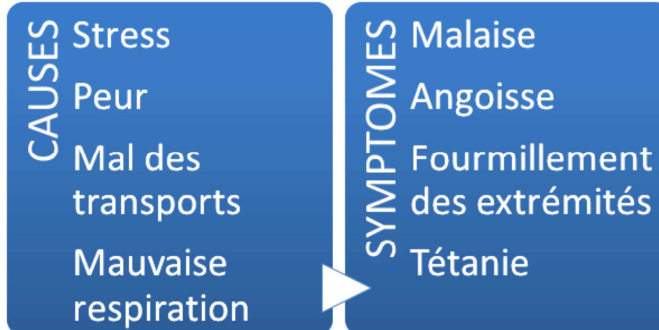 CAUSES
Stress
Peur
Mal des
transports
Mauvaise
respiration
SYMPTOMES
Malaise
Angoisse
Fourmillement
des extrémités
Tétanie